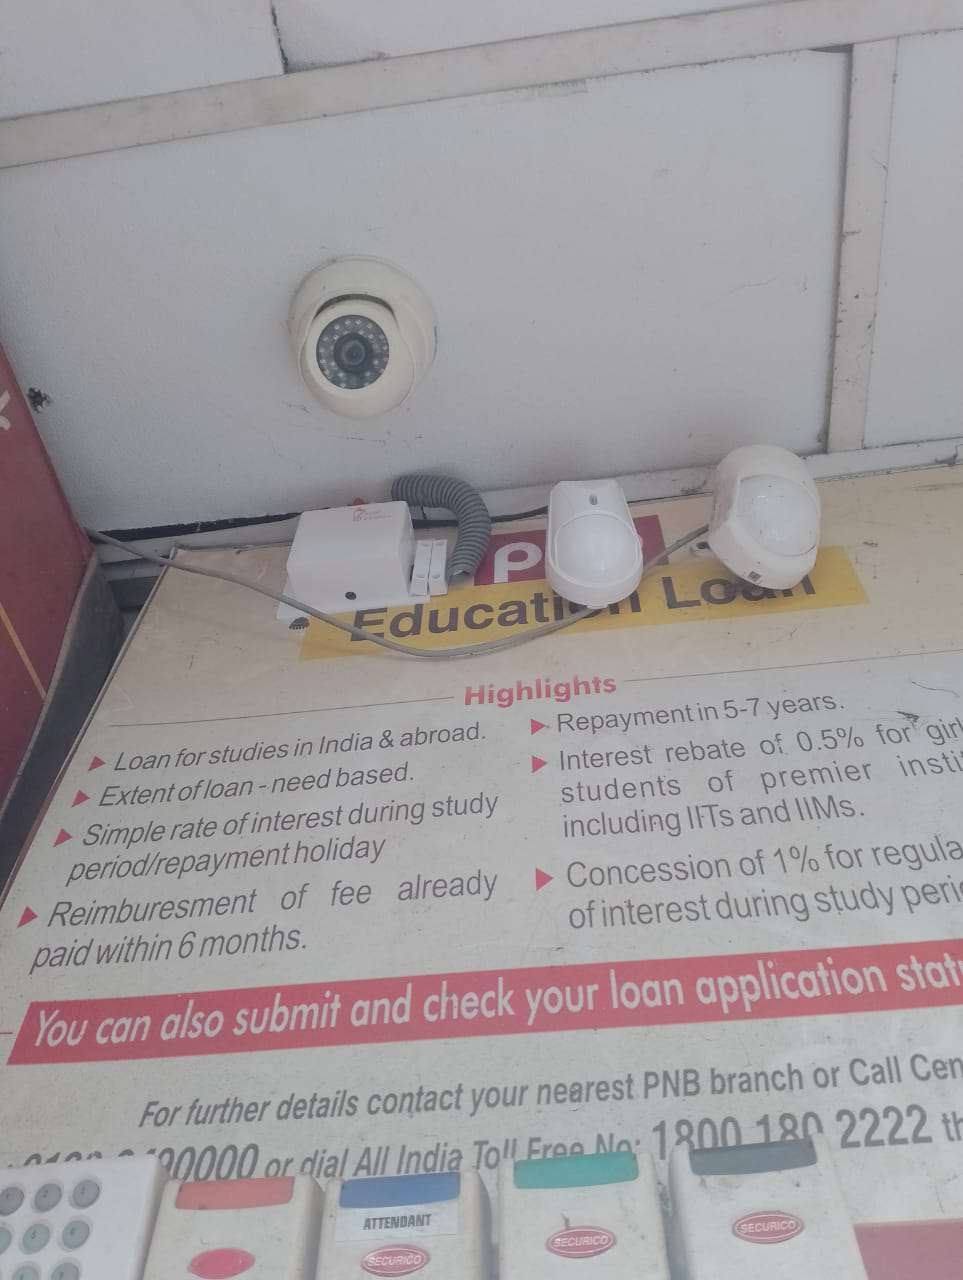 Education Loan
Highlights
Loan for studies in India & abroad.
Extent of loan - need based.
Simple rate of interest during study
period/repayment holiday
Reimburesment of fee already
paid within 6 months.
Repayment in 5-7 years.
Interest rebate of 0.5% for
students of premier
including IITs and IIMs.
Concession of 1% for
of interest during study
You can also submit and check your loan application
For further details contact your nearest PNB branch or Call
or dial All India Toll Free No: 1800 180 2222
ATTENDANT
SECURICO
SECURICO
SECURICO